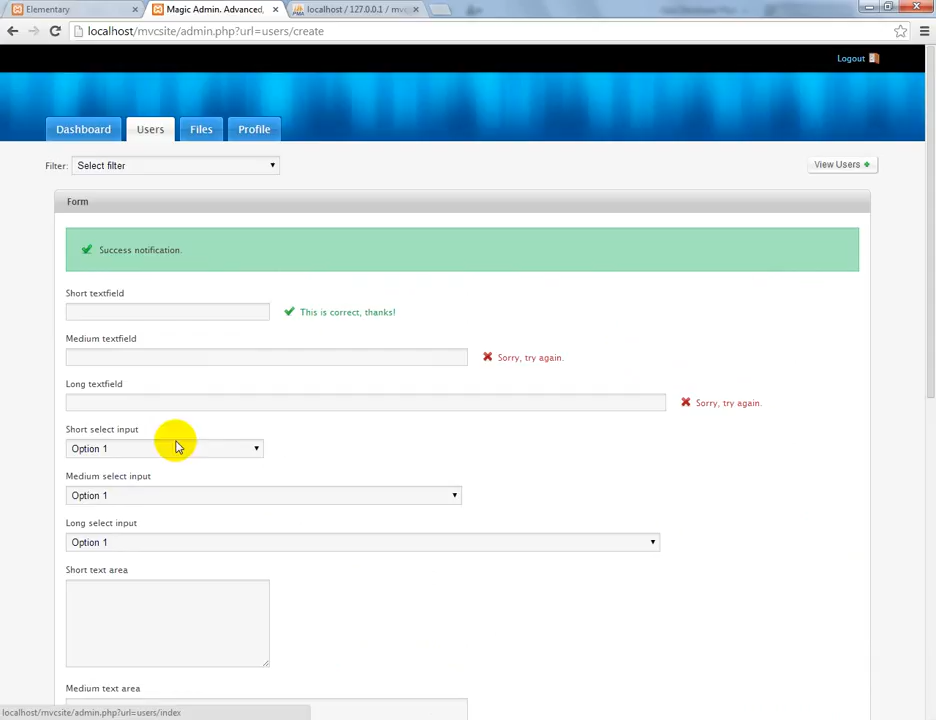 Elementary
Magic Admin. Advanced,
localhost / 127.0.0.1 / mvc
localhost/mvcsite/admin.php?url=users/create
Logout
Dashboard
Users
Files
Profile
Filter:
Select filter
View Users
Form
Success notification.
Short textfield
This is correct, thanks!
Medium textfield
Sorry, try again.
Long textfield
Sorry, try again.
Short select input
Option 1
Medium select input
Option 1
Long select input
Option 1
Short text area
Medium text area
localhost/mvcsite/admin.php?url=users/index